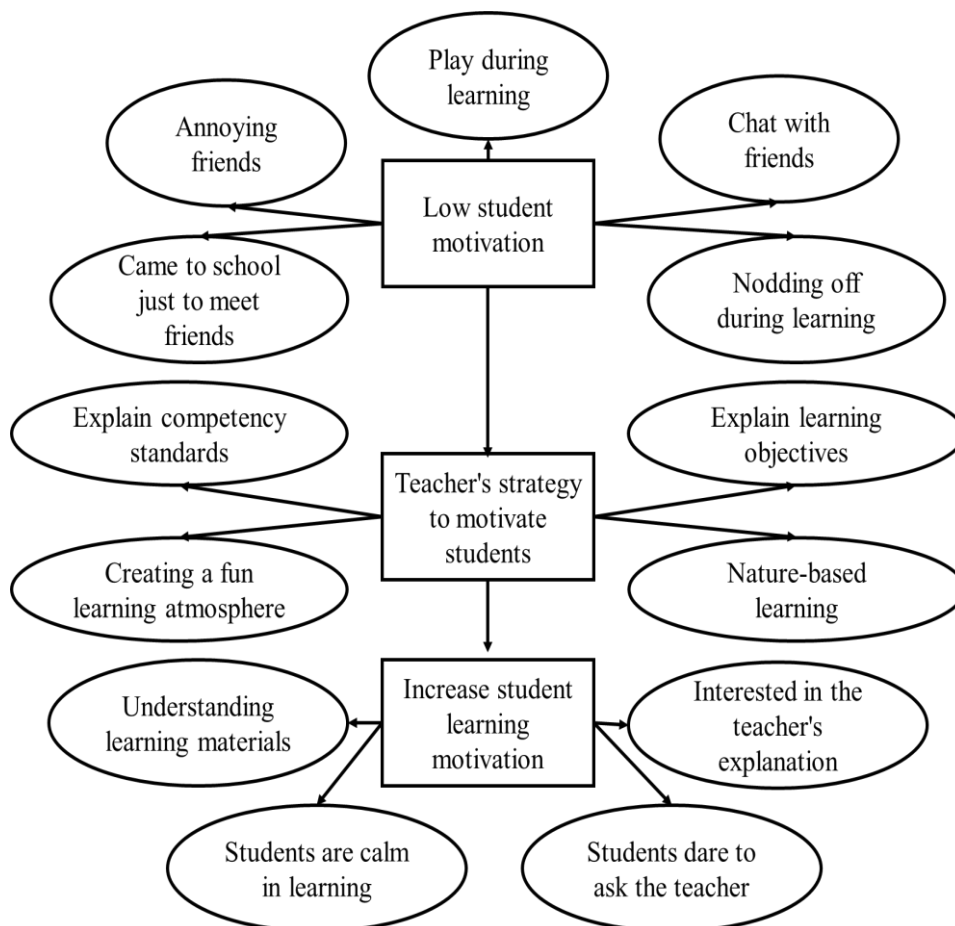 Play during
learning
Annoying
friends
Chat with
friends
Low student
motivation
Came to school
just to meet
friends
Nodding off
during learning
Explain competency
standards
Explain learning
objectives
Teacher's strategy
to motivate
students
Creating a fun
learning atmosphere
Nature-based
learning
Understanding
learning materials
Increase student
learning
motivation
Interested in the
teacher's
explanation
Students are calm
in learning
Students dare to
ask the teacher